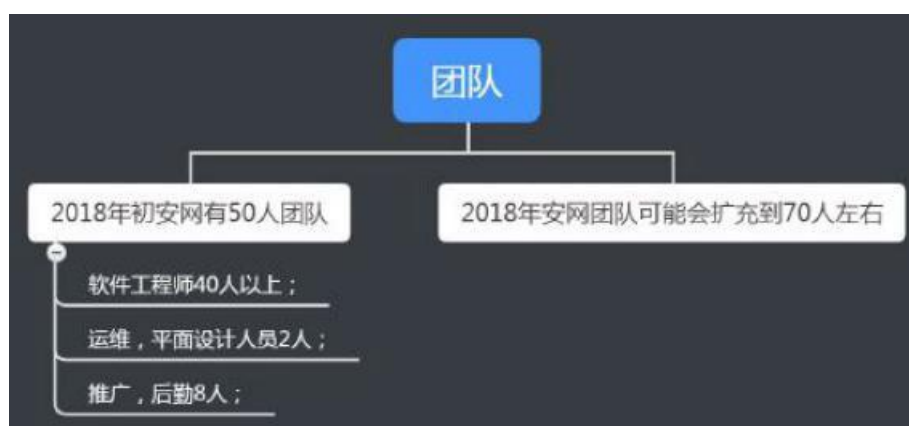 团队
2018年初安网有50人团队
2018年安网团队可能会扩充到70人左右
软件工程师40人以上；
运维，平面设计人员2人；
推广，后勤8人；